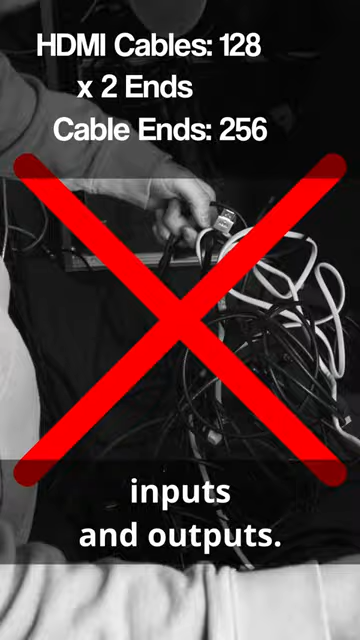 HDMI Cables: 128
x 2 Ends
Cable Ends: 256
inputs
and outputs.